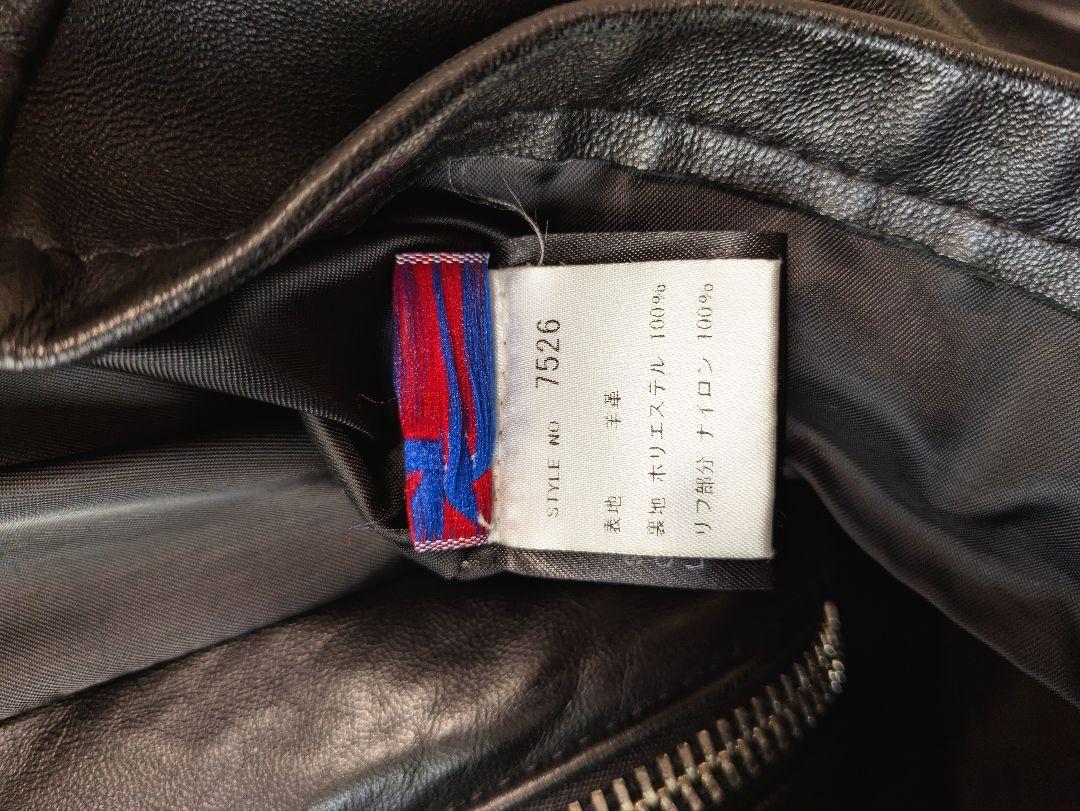 STYLE NO 7526
表地 羊革
裏地 ポリエステル 100%
リブ部分 ナイロン 100%